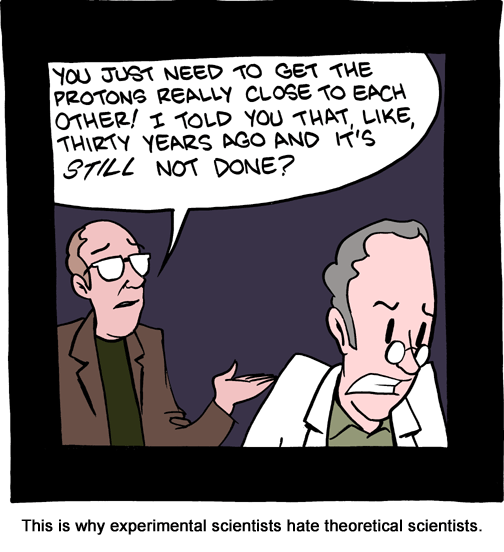 YOU JUST NEED TO GET THE
PROTONS REALLY CLOSE TO EACH
OTHER! I TOLD YOU THAT, LIKE,
THIRTY YEARS AGO AND IT'S
STILL NOT DONE?
This is why experimental scientists hate theoretical scientists.